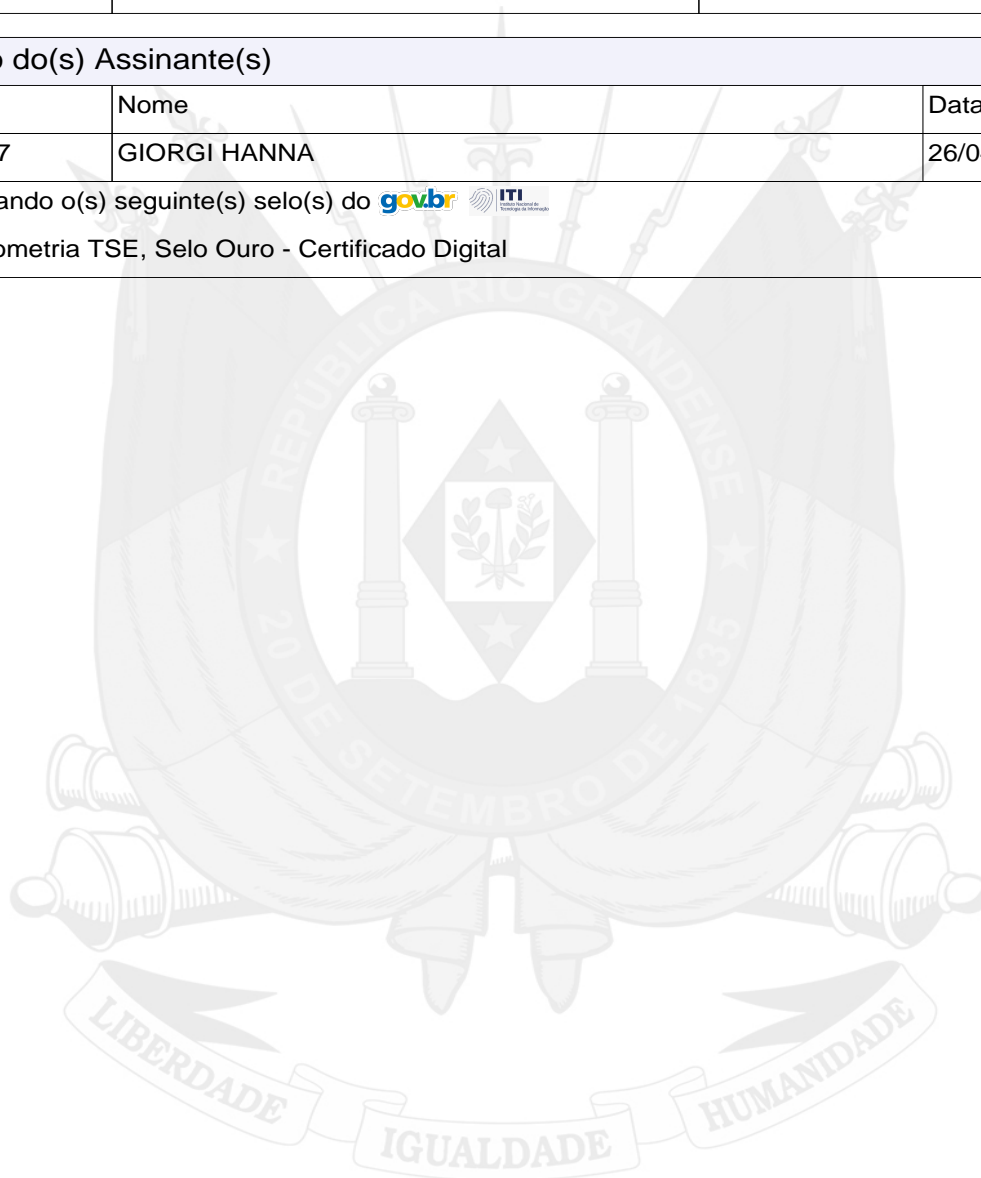 o do(s) Assinante(s)
Nome Data
7 GIORGI HANNA 26/0
ando o(s) seguinte(s) selo(s) do gov.br ITI
ometria TSE, Selo Ouro - Certificado Digital
REPÚBLICA RIO-GRANDENSE
20 DE SETEMBRO DE 1835
LIBERDADE IGUALDADE HUMANIDADE